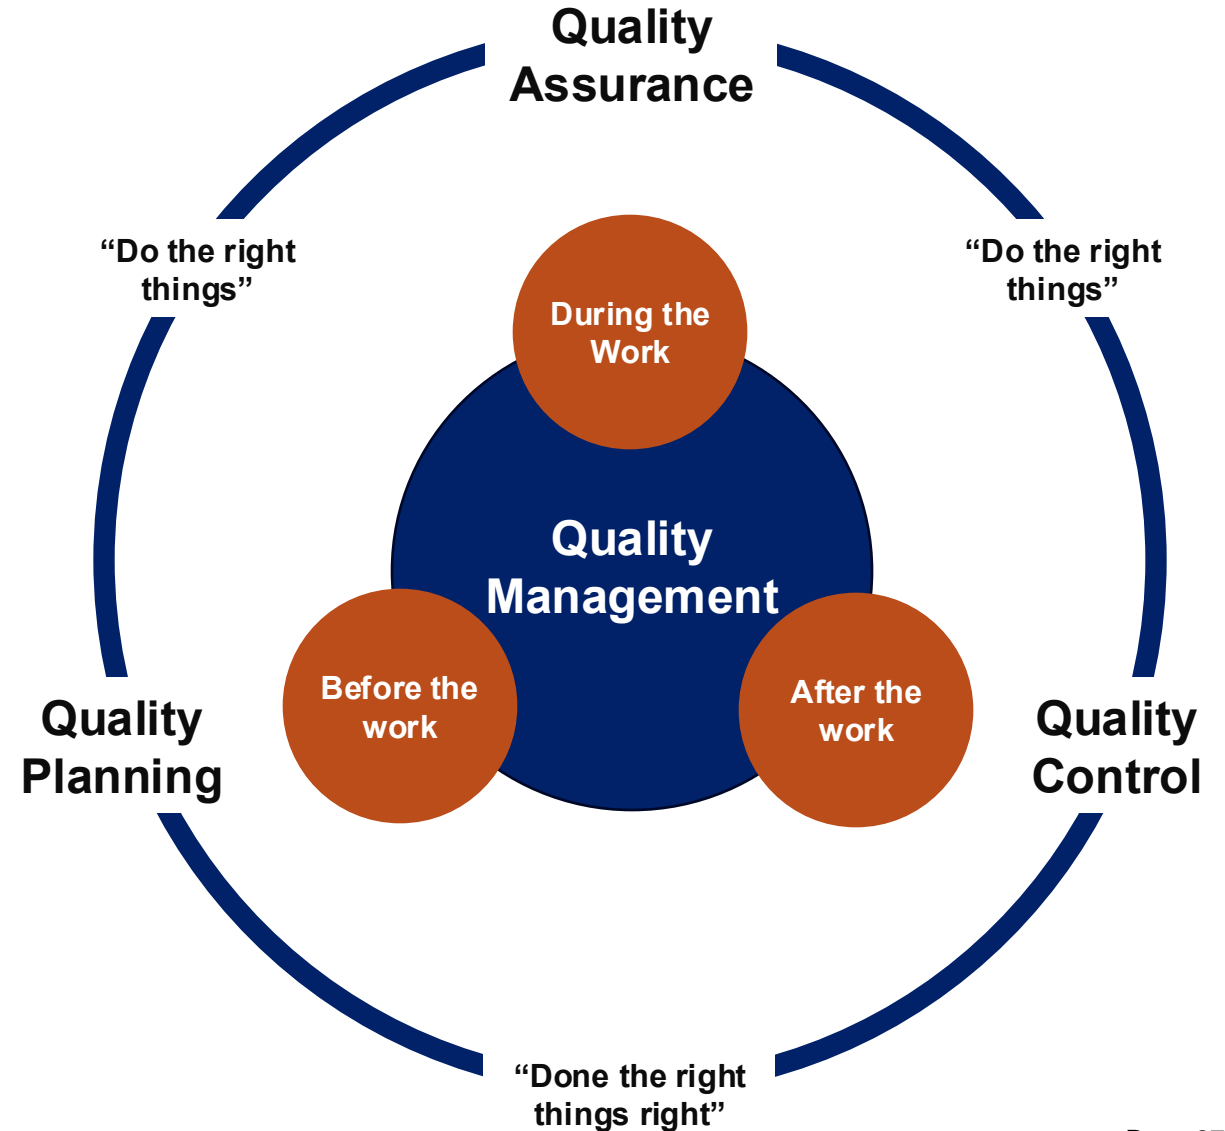 Quality
Assurance
“Do the right
things”
“Do the right
things”
During the
Work
Quality
Management
Before the
work
After the
work
Quality
Planning
Quality
Control
“Done the right
things right”